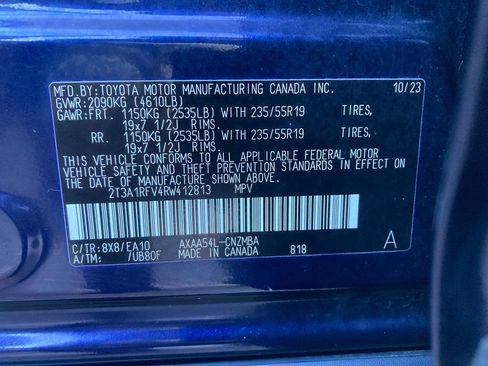 MFD.BY:TOYOTA MOTOR MANUFACTURING CANADA INC. 10/23
GVWR:2090KG (4610LB)
GAWR:FRT. 1150KG (2535LB) WITH 235/55R19 TIRES,
19x7 1/2J RIMS.
RR. 1150KG (2535LB) WITH 235/55R19 TIRES,
19x7 1/2J RIMS.
THIS VEHICLE CONFORMS TO ALL APPLICABLE FEDERAL MOTOR
VEHICLE SAFETY, BUMPER, AND THEFT PREVENTION
STANDARDS IN EFFECT ON THE DATE OF MANUFACTURE
SHOWN ABOVE.
2T3A1RFV4RW412813 MPV
C/TR:8X8/EA10 AXAA54L-CNZMBA A
A/TM: /UB80F MADE IN CANADA 818